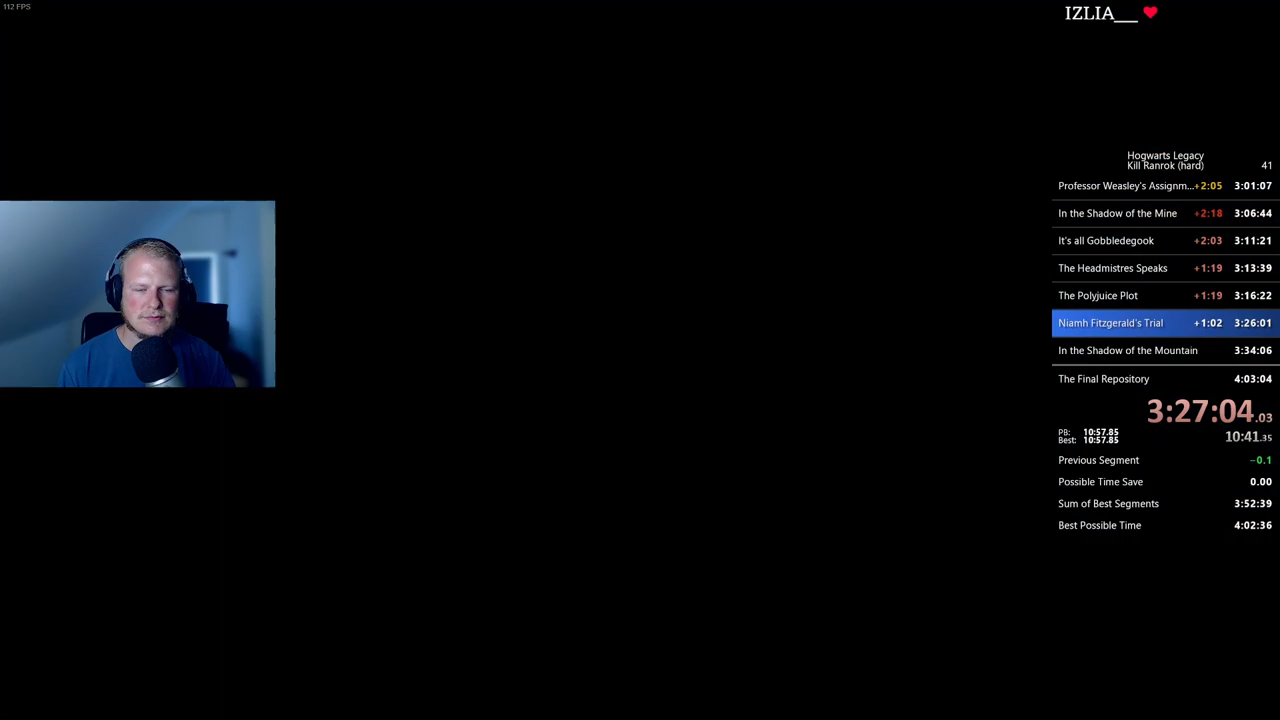 112 FPS
IZLIA__ ❤
Hogwarts Legacy
Kill Ranrok (hard) 41
Professor Weasley's Assignm... +2:05 3:01:07
In the Shadow of the Mine +2:18 3:06:44
It's all Gobbledegook +2:03 3:11:21
The Headmistres Speaks +1:19 3:13:39
The Polyjuice Plot +1:19 3:16:22
Niamh Fitzgerald's Trial +1:02 3:26:01
In the Shadow of the Mountain 3:34:06
The Final Repository 4:03:04
3:27:04.03
PB: 10:57.85
Best: 10:57.85
10:41.35
Previous Segment −0.1
Possible Time Save 0.00
Sum of Best Segments 3:52:39
Best Possible Time 4:02:36